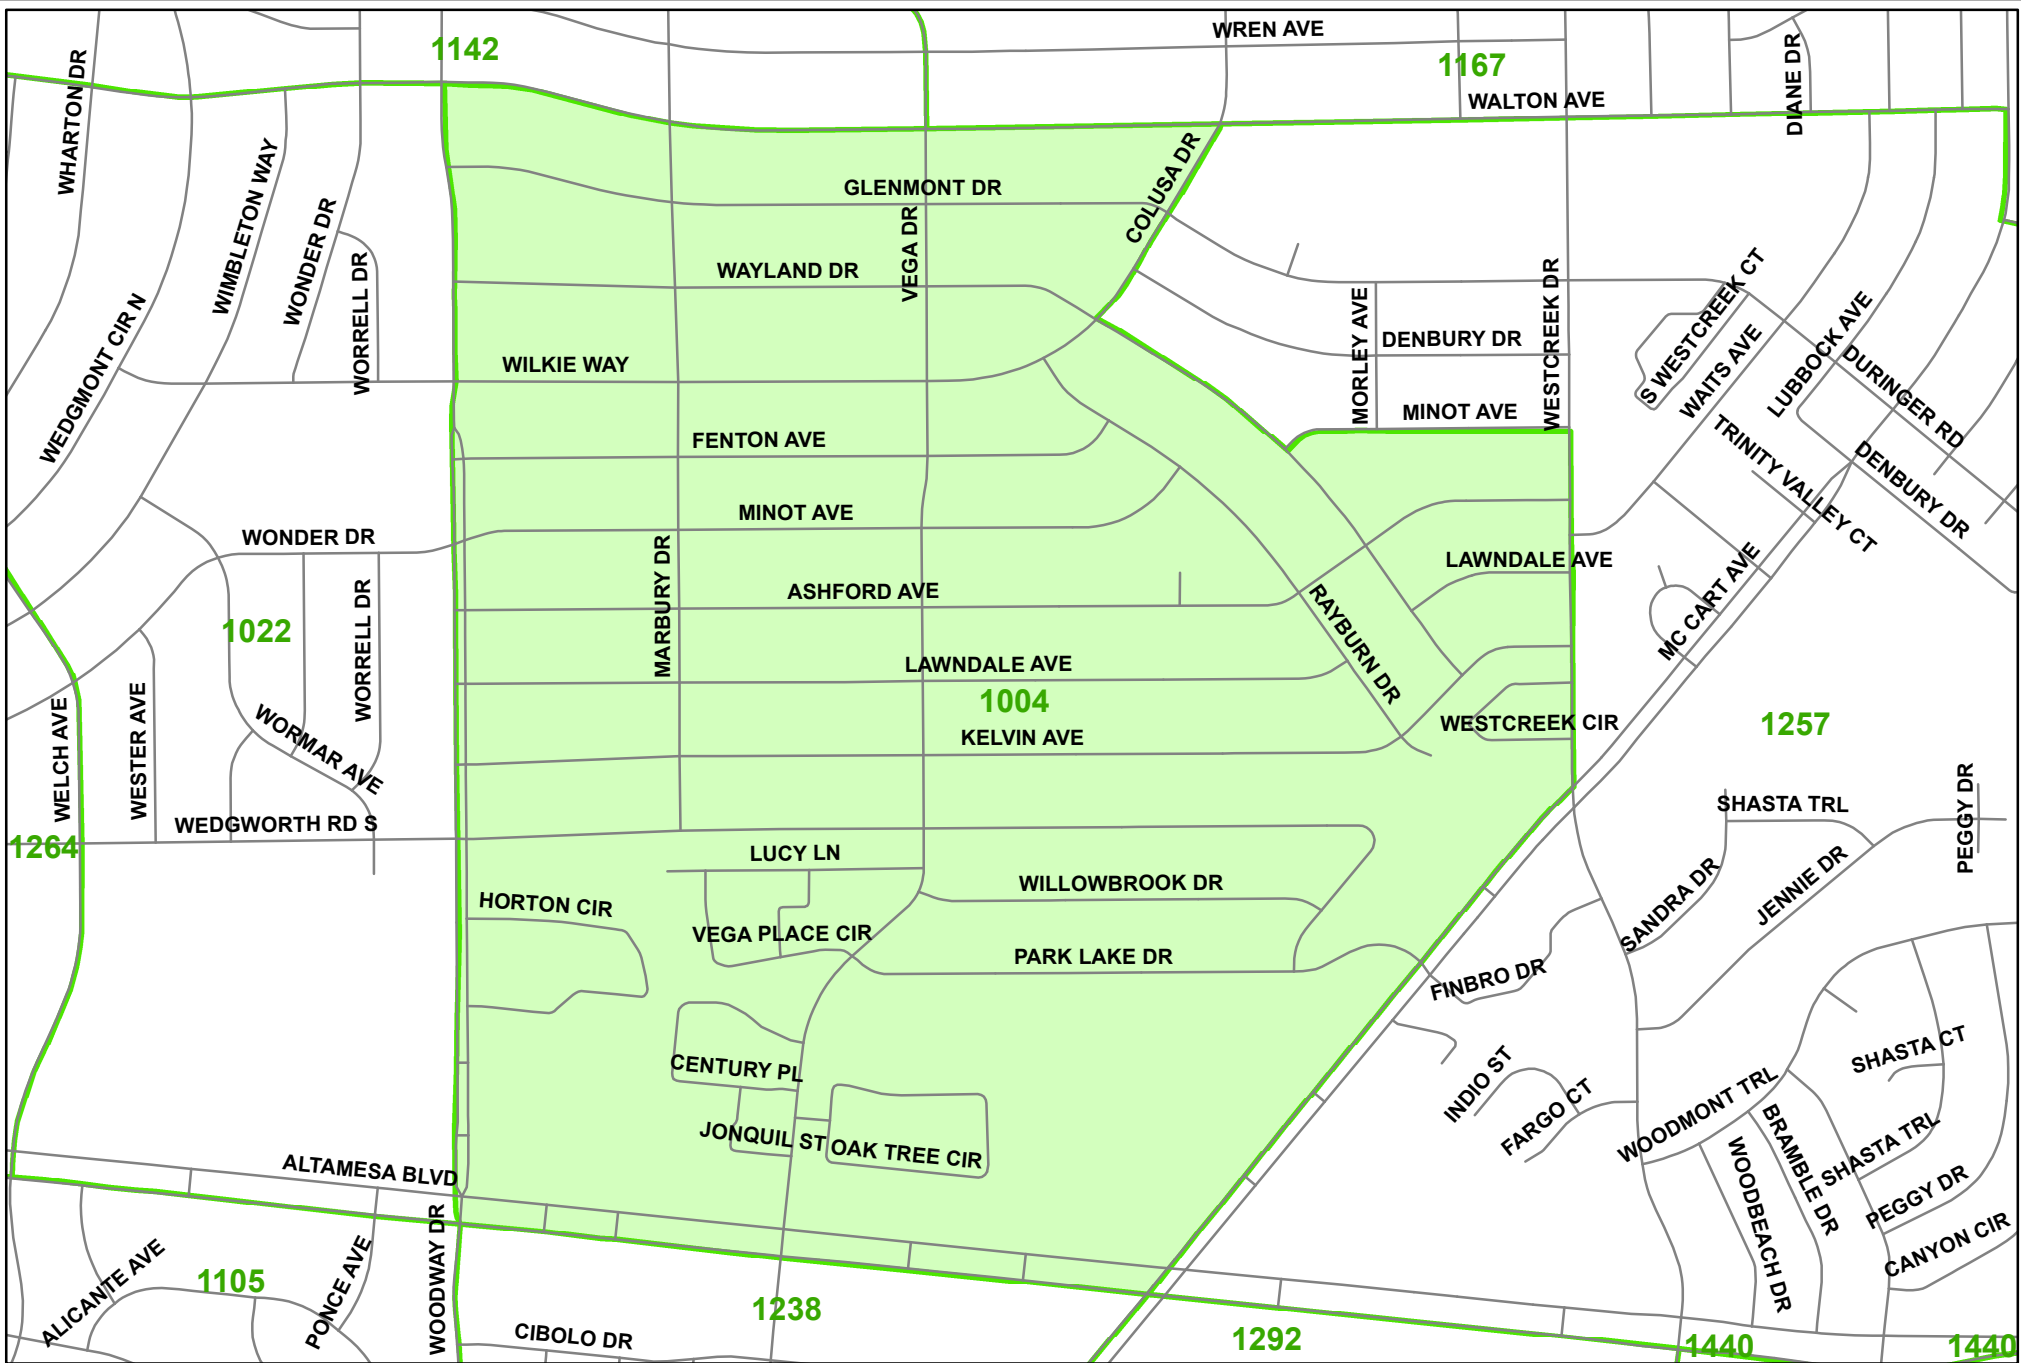 WREN AVE
1142
1167
WALTON AVE
DIANE DR
WHARTON DR
COLUSA DR
GLENMONT DR
WIMBLETON WAY
WONDER DR
VEGA DR
WAYLAND DR
WORRELL DR
WESTCREEK DR
S WESTCREEK CT
MORLEY AVE
DENBURY DR
LUBBOCK AVE
WEDGMONT CIR N
WILKIE WAY
WAITS AVE
DURINGER RD
MINOT AVE
FENTON AVE
TRINITY VALLEY CT
DENBURY DR
MINOT AVE
WONDER DR
MARBURY DR
LAWNDALE AVE
MC CART AVE
ASHFORD AVE
RAYBURN DR
1022
WORRELL DR
LAWNDALE AVE
1004
WELCH AVE
WESTER AVE
WORMAR AVE
WESTCREEK CIR
1257
KELVIN AVE
PEGGY DR
SHASTA TRL
WEDGWORTH RD S
1264
LUCY LN
WILLOWBROOK DR
SANDRA DR
JENNIE DR
HORTON CIR
VEGA PLACE CIR
PARK LAKE DR
FINBRO DR
CENTURY PL
SHASTA CT
INDIO ST
FARGO CT
WOODMONT TRL
JONQUIL ST
OAK TREE CIR
BRAMBLE DR
SHASTA TRL
ALTAMESA BLVD
WOODBEACH DR
PEGGY DR
WOODWAY DR
CANYON CIR
ALICANTE AVE
1105
PONCE AVE
1238
CIBOLO DR
1292
1440
1440